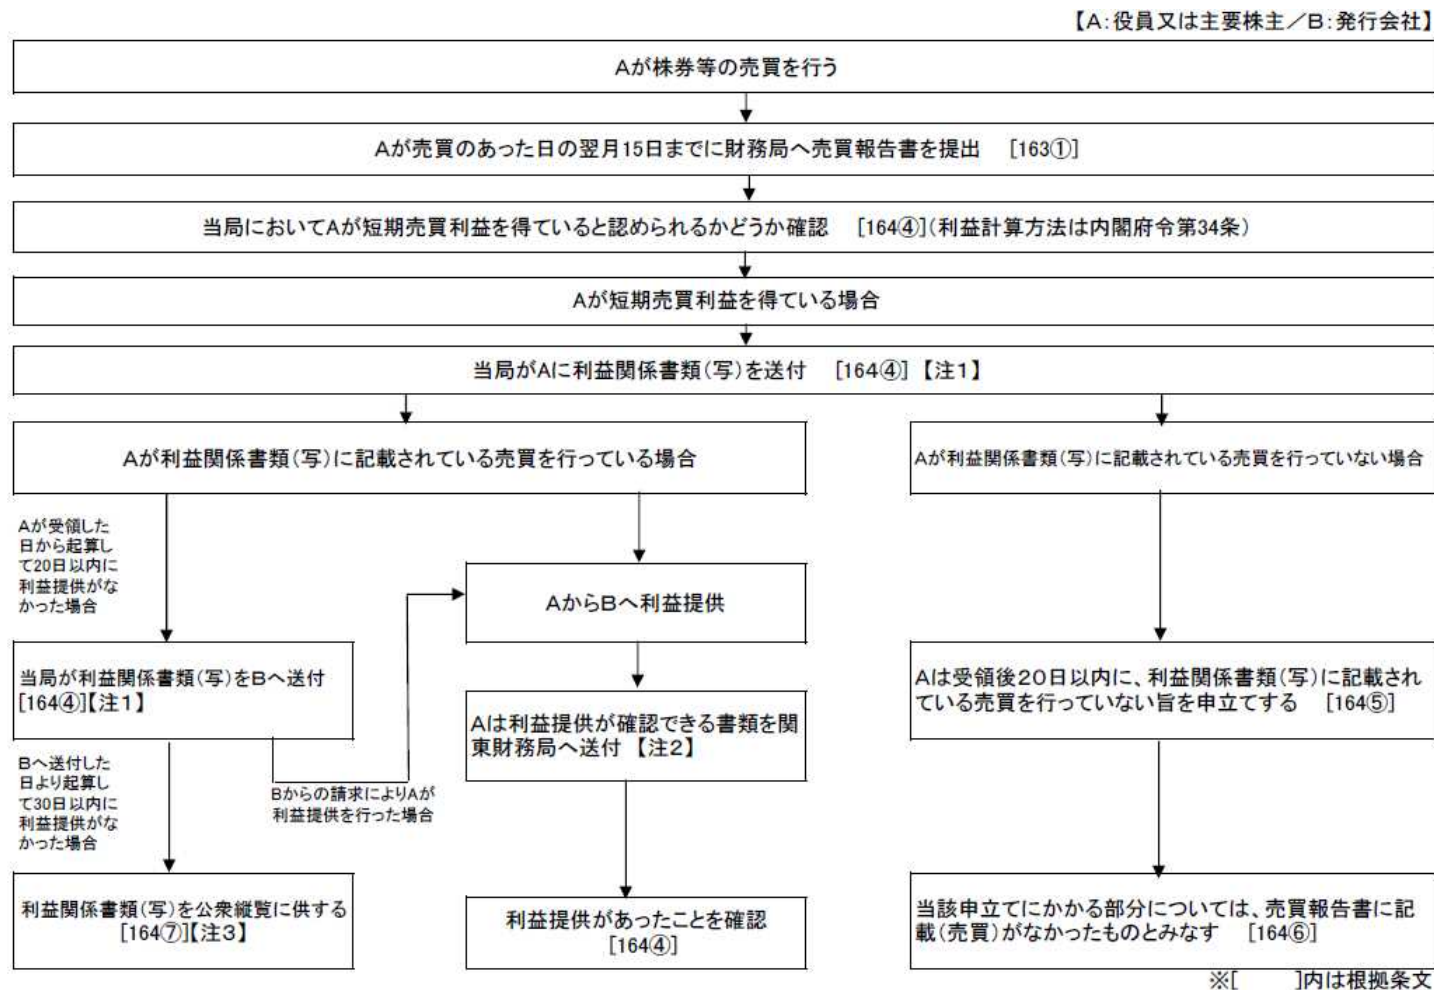 【A:役員又は主要株主/B:発行会社】
Aが株券等の売買を行う
Aが売買のあった日の翌月15日までに財務局へ売買報告書を提出 [163①]
当局においてAが短期売買利益を得ていると認められるかどうか確認 [164④](利益計算方法は内閣府令第34条)
Aが短期売買利益を得ている場合
当局がAに利益関係書類(写)を送付 [164④]【注1】
Aが利益関係書類(写)に記載されている売買を行っている場合
Aが利益関係書類(写)に記載されている売買を行っていない場合
Aが受領した
日から起算し
て20日以内に
利益提供がな
かった場合
AからBへ利益提供
当局が利益関係書類(写)をBへ送付
[164④]【注1】
Aは受領後20日以内に、利益関係書類(写)に記載され
ている売買を行っていない旨を申立てする [164⑤]
Aは利益提供が確認できる書類を関
東財務局へ送付 【注2】
Bへ送付した
日より起算し
て30日以内に
利益提供がな
かった場合
Bからの請求によりAが
利益提供を行った場合
利益関係書類(写)を公衆縦覧に供する
[164⑦]【注3】
利益提供があったことを確認
[164④]
当該申立てにかかる部分については、売買報告書に記
載(売買)がなかったものとみなす [164⑥]
※[ ]内は根拠条文